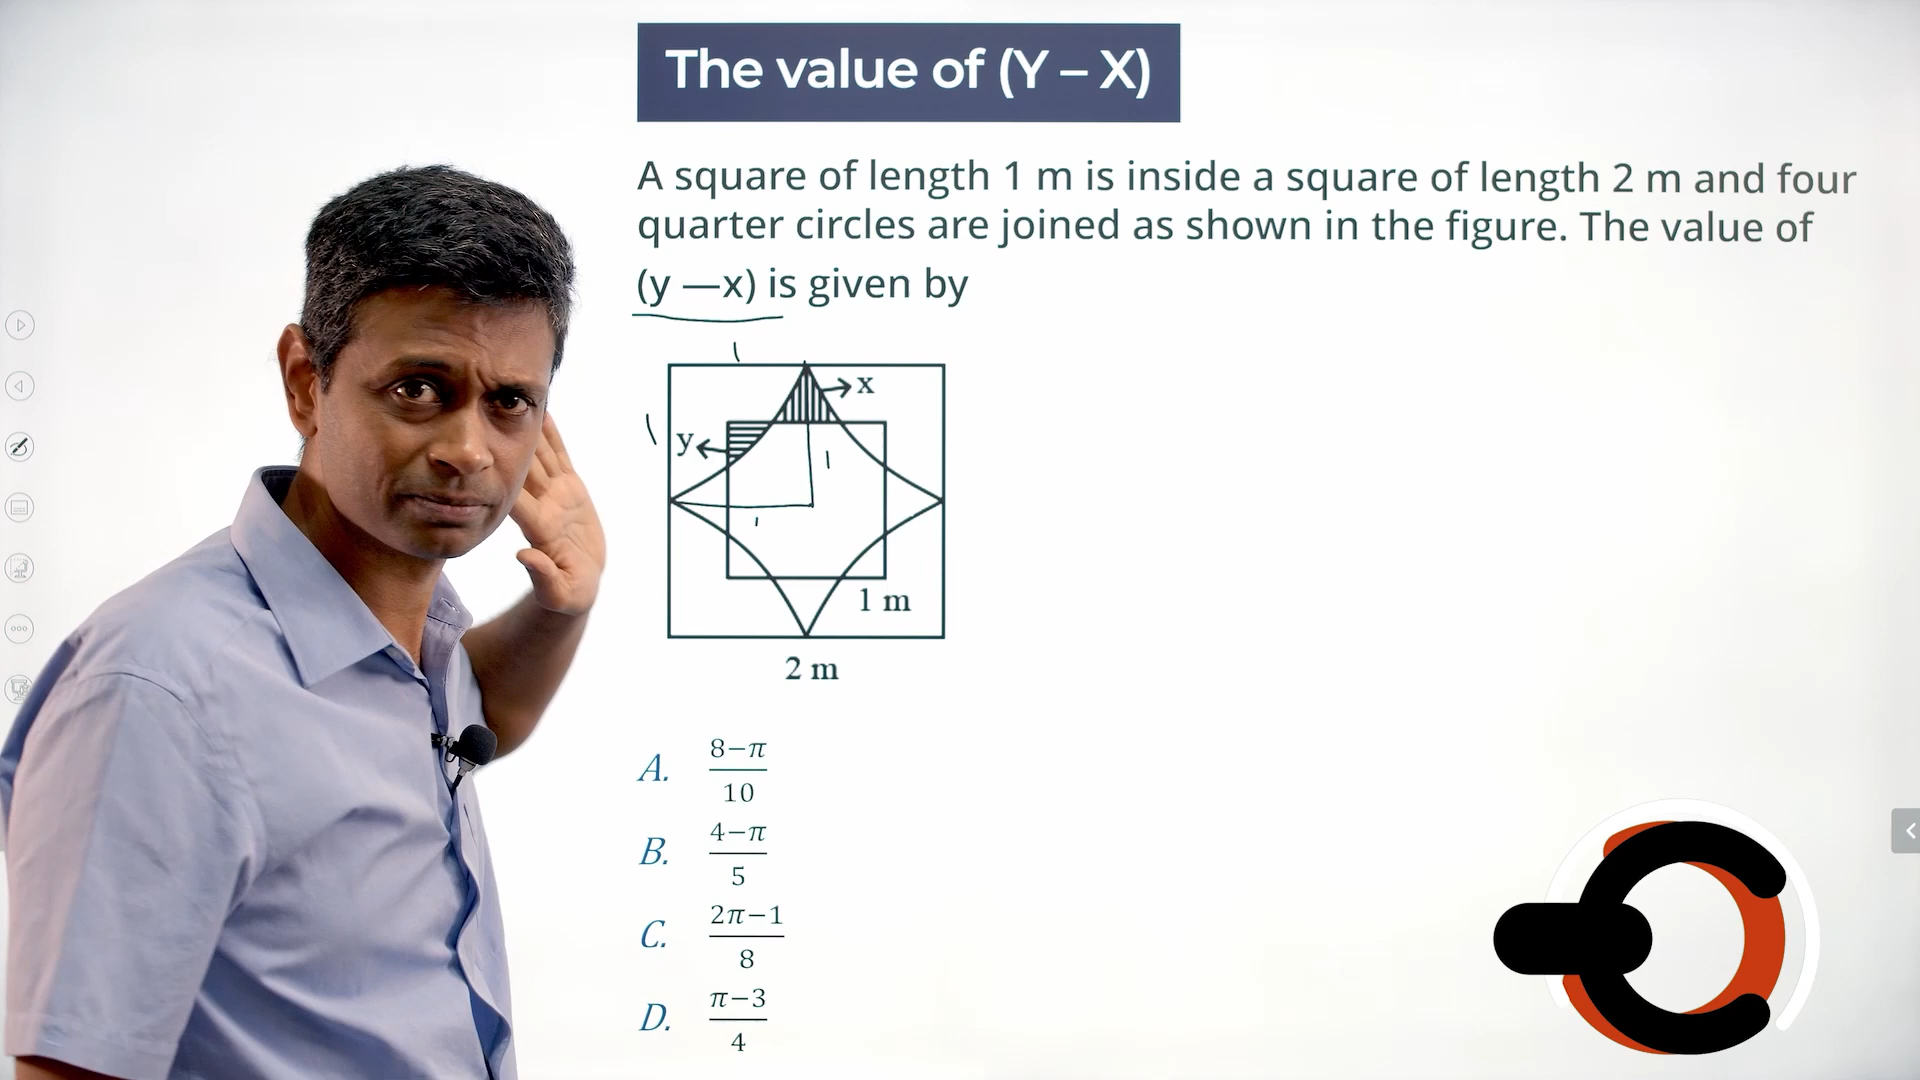 The value of (Y – X)
A square of length 1 m is inside a square of length 2 m and four
quarter circles are joined as shown in the figure. The value of
(y —x) is given by
1
1
x
y
1
1
1 m
2 m
A. 8−π/10
B. 4−π/5
C. 2π−1/8
D. π−3/4